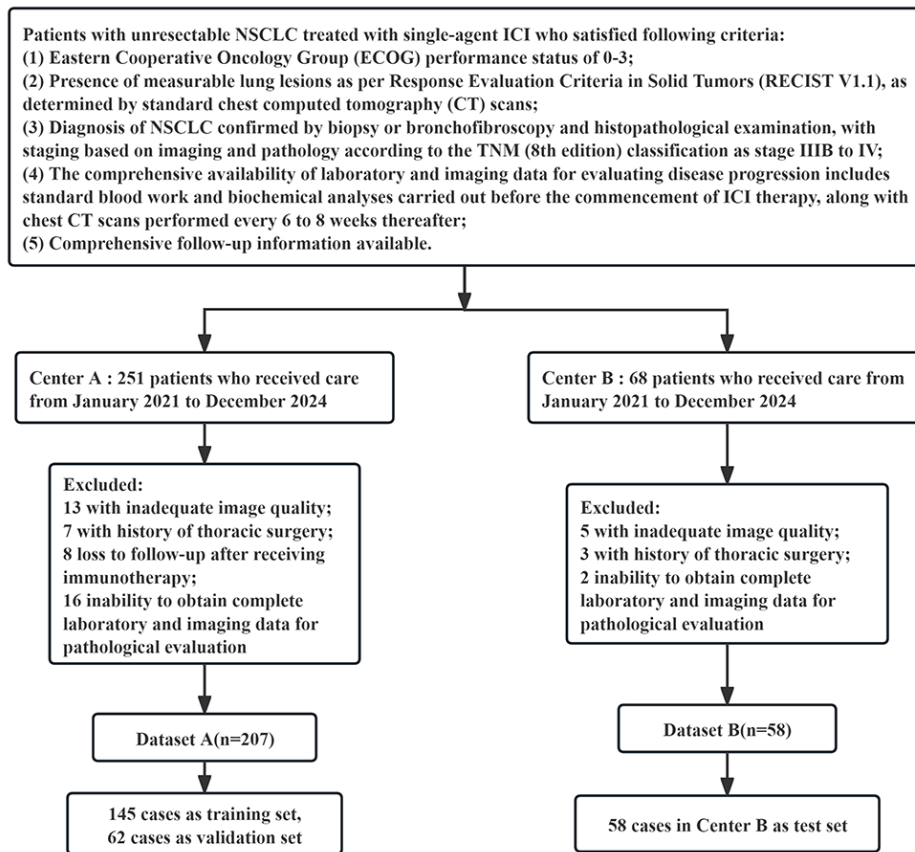 Patients with unresectable NSCLC treated with single-agent ICI who satisfied following criteria:
(1) Eastern Cooperative Oncology Group (ECOG) performance status of 0-3;
(2) Presence of measurable lung lesions as per Response Evaluation Criteria in Solid Tumors (RECIST V1.1), as
determined by standard chest computed tomography (CT) scans;
(3) Diagnosis of NSCLC confirmed by biopsy or bronchofibroscopy and histopathological examination, with
staging based on imaging and pathology according to the TNM (8th edition) classification as stage IIIB to IV;
(4) The comprehensive availability of laboratory and imaging data for evaluating disease progression includes
standard blood work and biochemical analyses carried out before the commencement of ICI therapy, along with
chest CT scans performed every 6 to 8 weeks thereafter;
(5) Comprehensive follow-up information available.
Center A : 251 patients who received care
from January 2021 to December 2024
Center B : 68 patients who received care from
January 2021 to December 2024
Excluded:
13 with inadequate image quality;
7 with history of thoracic surgery;
8 loss to follow-up after receiving
immunotherapy;
16 inability to obtain complete
laboratory and imaging data for
pathological evaluation
Excluded:
5 with inadequate image quality;
3 with history of thoracic surgery;
2 inability to obtain complete
laboratory and imaging data for
pathological evaluation
Dataset A(n=207)
Dataset B(n=58)
145 cases as training set,
62 cases as validation set
58 cases in Center B as test set